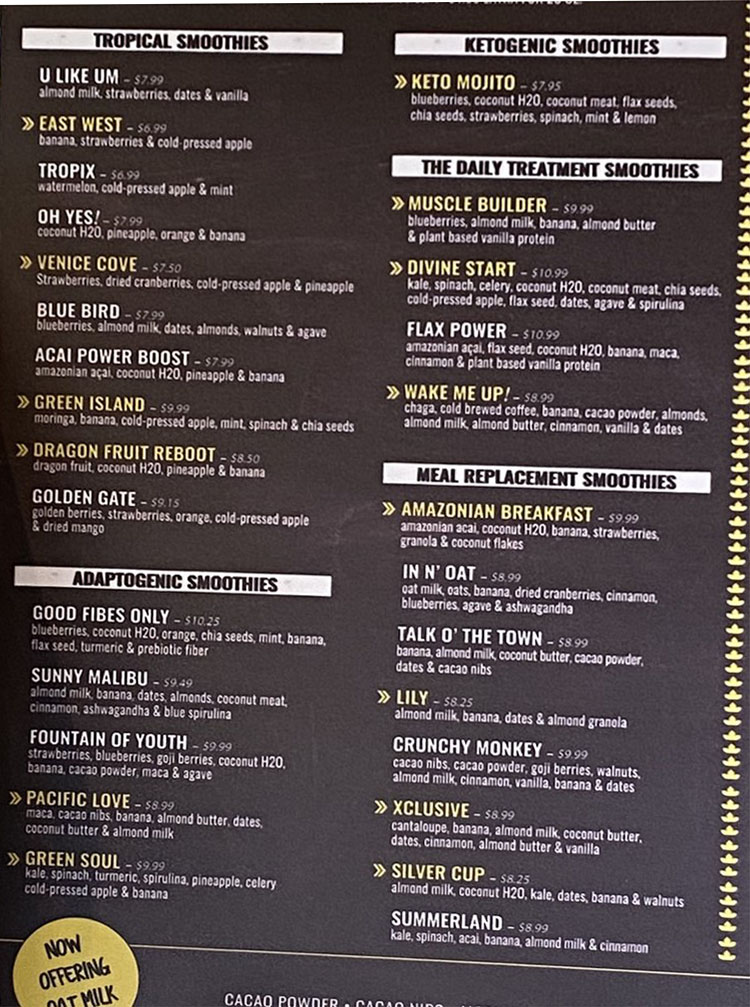 TROPICAL SMOOTHIES
U LIKE UM – $7.99
almond milk, strawberries, dates & vanilla
» EAST WEST – $6.99
banana, strawberries & cold-pressed apple
TROPIX – $6.99
watermelon, cold-pressed apple & mint
OH YES! – $7.99
coconut H20, pineapple, orange & banana
» VENICE COVE – $7.50
Strawberries, dried cranberries, cold-pressed apple & pineapple
BLUE BIRD – $7.99
blueberries, almond milk, dates, almonds, walnuts & agave
ACAI POWER BOOST – $7.99
amazonian açai, coconut H20, pineapple & banana
» GREEN ISLAND – $9.99
moringa, banana, cold-pressed apple, mint, spinach & chia seeds
» DRAGON FRUIT REBOOT – $8.50
dragon fruit, coconut H20, pineapple & banana
GOLDEN GATE – $9.15
golden berries, strawberries, orange, cold-pressed apple
& dried mango
ADAPTOGENIC SMOOTHIES
GOOD FIBES ONLY – $10.25
blueberries, coconut H20, orange, chia seeds, mint, banana,
flax seed, turmeric & prebiotic fiber
SUNNY MALIBU – $9.49
almond milk, banana, dates, almonds, coconut meat,
cinnamon, ashwagandha & blue spirulina
FOUNTAIN OF YOUTH – $9.99
strawberries, blueberries, goji berries, coconut H20,
banana, cacao powder, maca & agave
» PACIFIC LOVE – $8.99
maca, cacao nibs, banana, almond butter, dates,
coconut butter & almond milk
» GREEN SOUL – $9.99
kale, spinach, turmeric, spirulina, pineapple, celery
cold-pressed apple & banana
NOW
OFFERING
OAT MILK
KETOGENIC SMOOTHIES
» KETO MOJITO – $7.95
blueberries, coconut H20, coconut meat, flax seeds,
chia seeds, strawberries, spinach, mint & lemon
THE DAILY TREATMENT SMOOTHIES
» MUSCLE BUILDER – $9.99
blueberries, almond milk, banana, almond butter
& plant based vanilla protein
» DIVINE START – $10.99
kale, spinach, celery, coconut H20, coconut meat, chia seeds,
cold-pressed apple, flax seed, dates, agave & spirulina
FLAX POWER – $10.99
amazonian açai, flax seed, coconut H20, banana, maca,
cinnamon & plant based vanilla protein
» WAKE ME UP! – $8.99
chaga, cold brewed coffee, banana, cacao powder, almonds,
almond milk, almond butter, cinnamon, vanilla & dates
MEAL REPLACEMENT SMOOTHIES
» AMAZONIAN BREAKFAST – $9.99
amazonian acai, coconut H20, banana, strawberries,
granola & coconut flakes
IN N' OAT – $8.99
oat milk, oats, banana, dried cranberries, cinnamon,
blueberries, agave & ashwagandha
TALK O' THE TOWN – $8.99
banana, almond milk, coconut butter, cacao powder,
dates & cacao nibs
» LILY – $8.25
almond milk, banana, dates & almond granola
CRUNCHY MONKEY – $9.99
cacao nibs, cacao powder, goji berries, walnuts,
almond milk, cinnamon, vanilla, banana & dates
» XCLUSIVE – $8.99
cantaloupe, banana, almond milk, coconut butter,
dates, cinnamon, almond butter & vanilla
» SILVER CUP – $8.25
almond milk, coconut H20, kale, dates, banana & walnuts
SUMMERLAND – $8.99
kale, spinach, acai, banana, almond milk & cinnamon
CACAO POWDER • CACAO NIBS